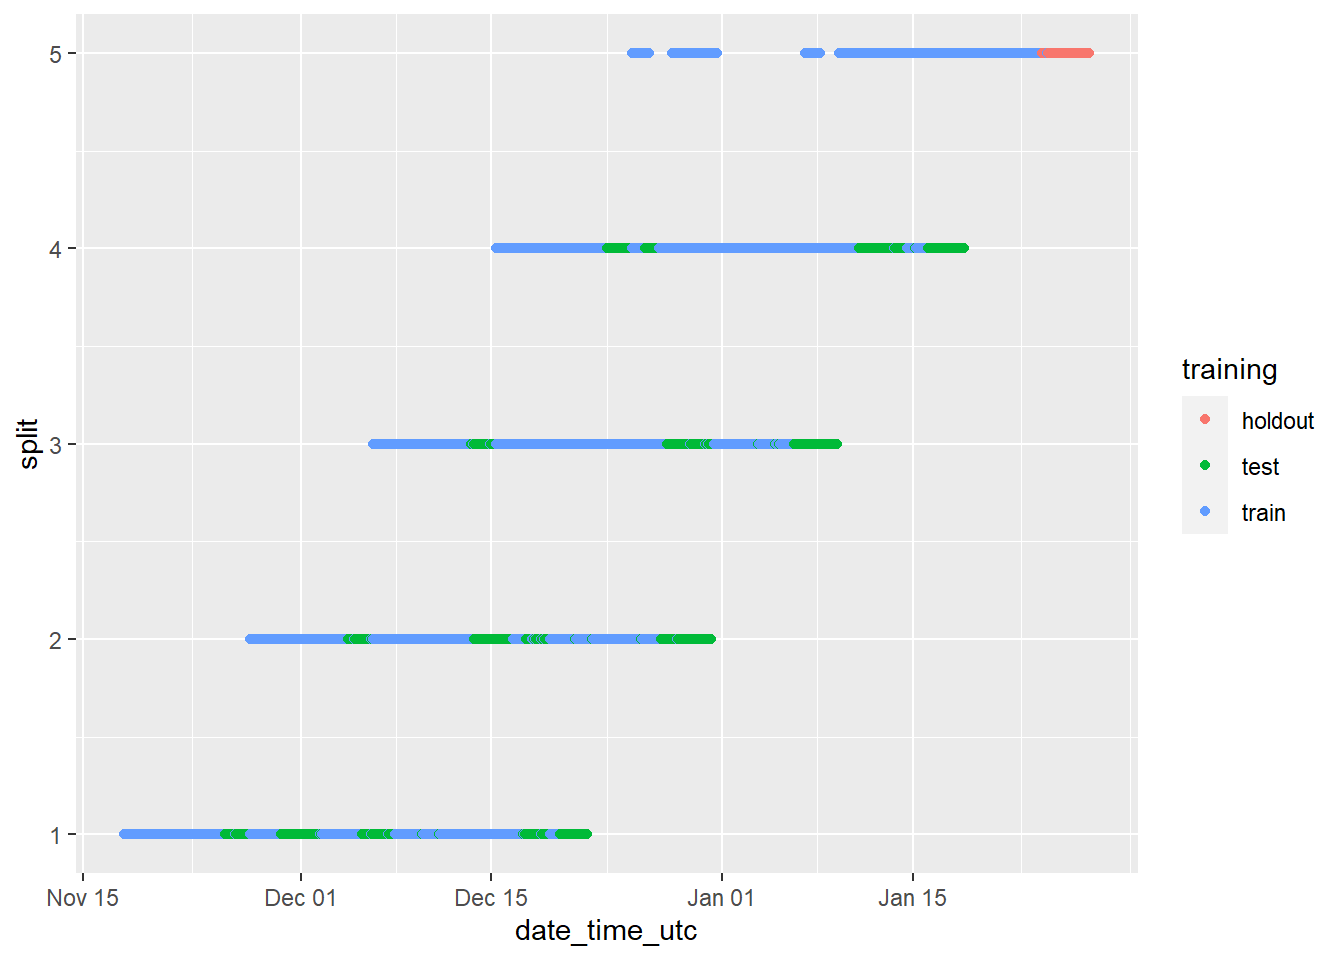 5
4
3
2
1
split
Nov 15
Dec 01
Dec 15
Jan 01
Jan 15
date_time_utc
training
holdout
test
train